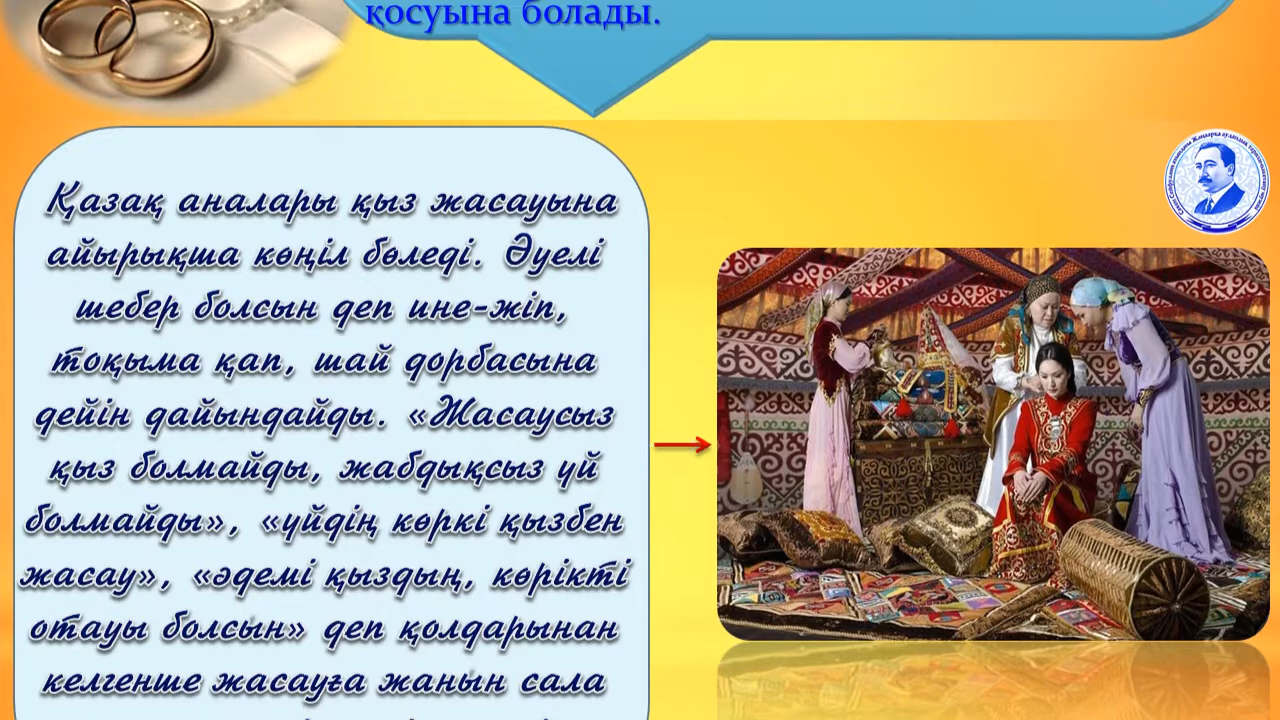 қосуына болады.
Қазақ аналары қыз жасауына
айырықша көңіл бөледі. Әуелі
шебер болсын деп ине-жіп,
тоқыма қап, шай дорбасына
дейін дайындайды. «Жасаусыз
қыз болмайды, жабдықсыз үй
болмайды», «үйдің көркі қызбен
жасау», «әдемі қыздың, көрікті
отауы болсын» деп қолдарынан
келгенше жасауға жанын сала